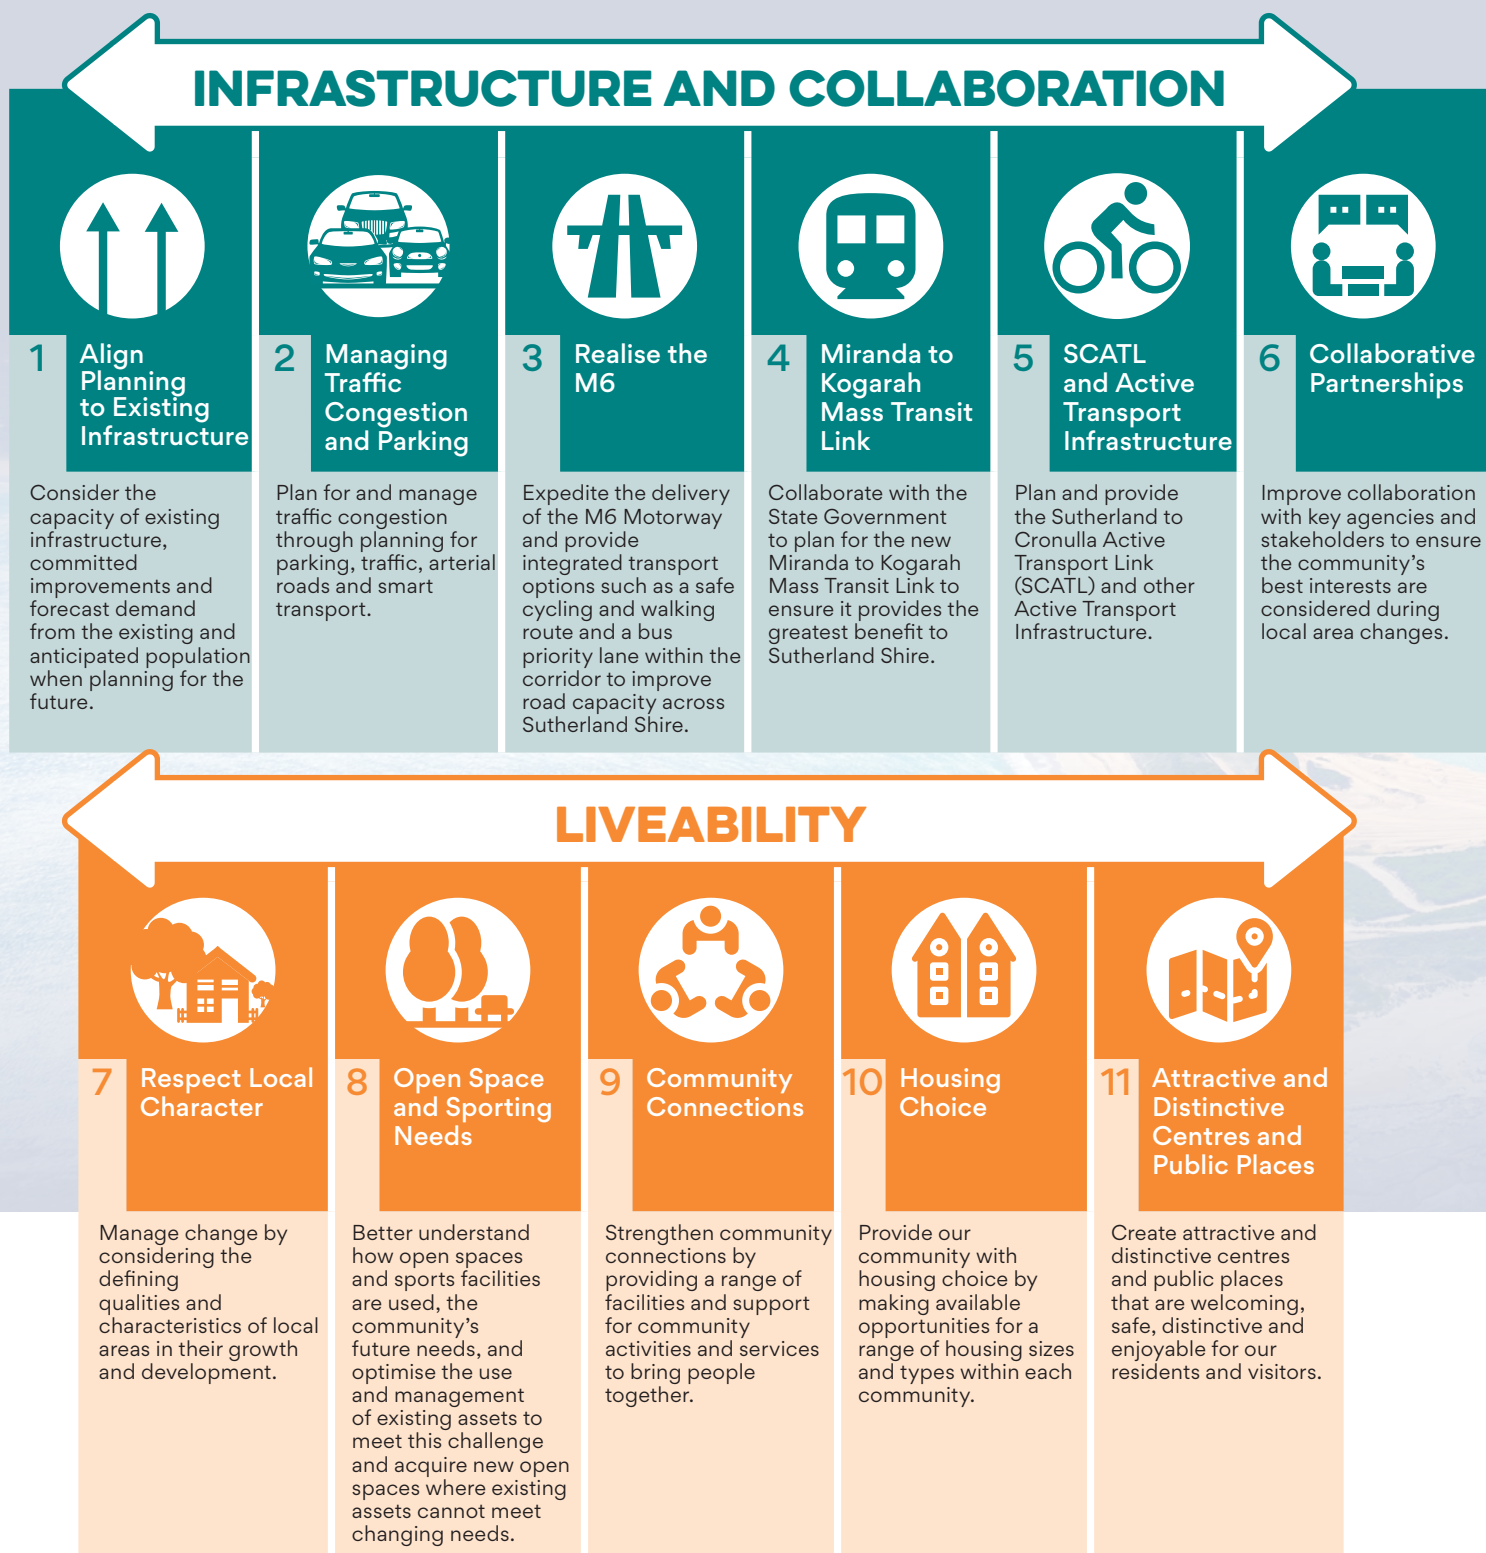 INFRASTRUCTURE AND COLLABORATION
1
Align
Planning
to Existing
Infrastructure
Consider the
capacity of existing
infrastructure,
committed
improvements and
forecast demand
from the existing and
anticipated population
when planning for the
future.
2
Managing
Traffic
Congestion
and Parking
Plan for and manage
traffic congestion
through planning for
parking, traffic, arterial
roads and smart
transport.
3
Realise the
M6
Expedite the delivery
of the M6 Motorway
and provide
integrated transport
options such as a safe
cycling and walking
route and a bus
priority lane within the
corridor to improve
road capacity across
Sutherland Shire.
4
Miranda to
Kogarah
Mass Transit
Link
Collaborate with the
State Government
to plan for the new
Miranda to Kogarah
Mass Transit Link to
ensure it provides the
greatest benefit to
Sutherland Shire.
5
SCATL
and Active
Transport
Infrastructure
Plan and provide
the Sutherland to
Cronulla Active
Transport Link
(SCATL) and other
Active Transport
Infrastructure.
6
Collaborative
Partnerships
Improve collaboration
with key agencies and
stakeholders to ensure
the community's
best interests are
considered during
local area changes.
LIVEABILITY
7
Respect Local
Character
Manage change by
considering the
defining
qualities and
characteristics of local
areas in their growth
and development.
8
Open Space
and Sporting
Needs
Better understand
how open spaces
and sports facilities
are used, the
community's
future needs, and
optimise the use
and management
of existing assets to
meet this challenge
and acquire new open
spaces where existing
assets cannot meet
changing needs.
9
Community
Connections
Strengthen community
connections by
providing a range of
facilities and support
for community
activities and services
to bring people
together.
10
Housing
Choice
Provide our
community with
housing choice by
making available
opportunities for a
range of housing sizes
and types within each
community.
11
Attractive and
Distinctive
Centres and
Public Places
Create attractive and
distinctive centres
and public places
that are welcoming,
safe, distinctive and
enjoyable for our
residents and visitors.